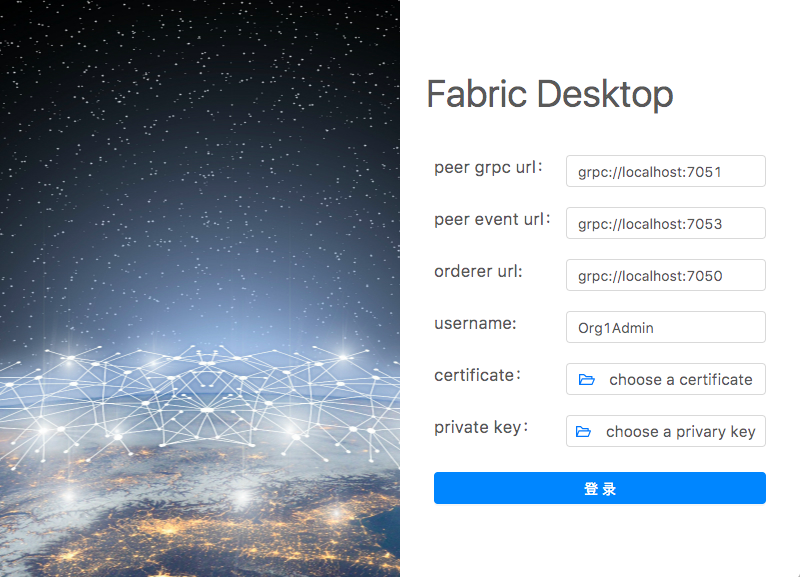 Fabric Desktop
peer grpc url： grpc://localhost:7051
peer event url： grpc://localhost:7053
orderer url: grpc://localhost:7050
username: Org1Admin
certificate： choose a certificate
private key： choose a privary key
登 录